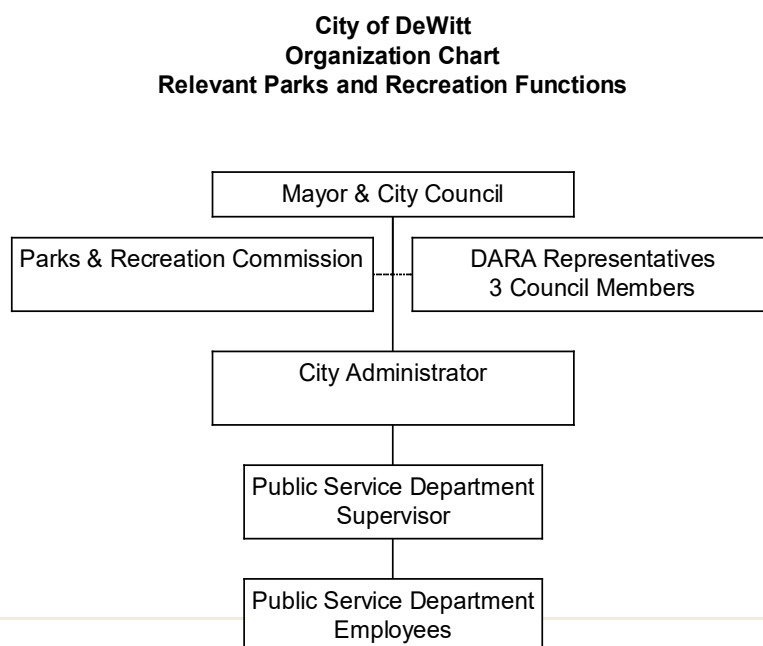 City of DeWitt
Organization Chart
Relevant Parks and Recreation Functions
Mayor & City Council
Parks & Recreation Commission
DARA Representatives
3 Council Members
City Administrator
Public Service Department
Supervisor
Public Service Department
Employees